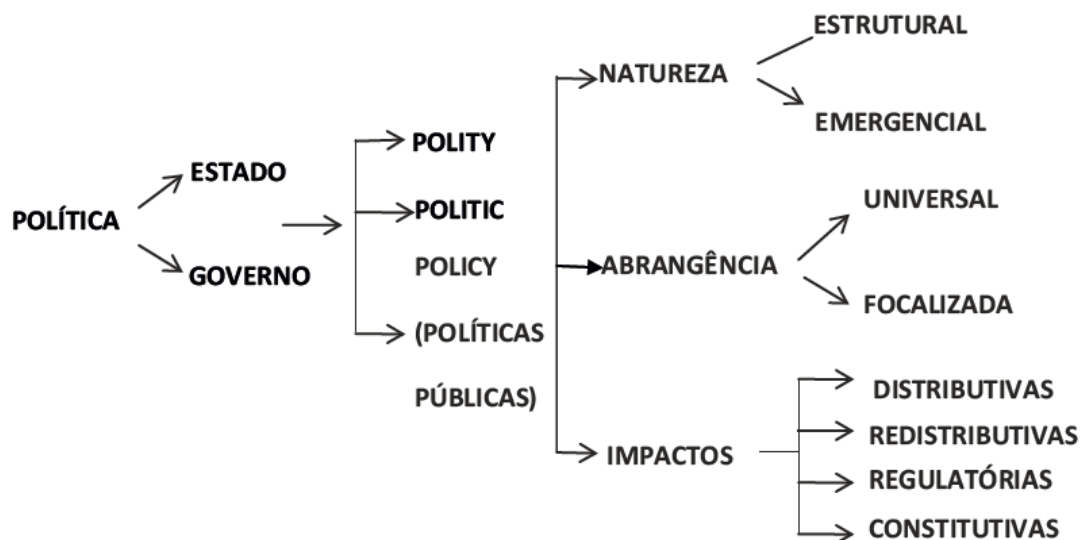 POLÍTICA
ESTADO
GOVERNO
POLITY
POLITIC
POLICY
(POLÍTICAS
PÚBLICAS)
NATUREZA
ESTRUTURAL
EMERGENCIAL
ABRANGÊNCIA
UNIVERSAL
FOCALIZADA
IMPACTOS
DISTRIBUTIVAS
REDISTRIBUTIVAS
REGULATÓRIAS
CONSTITUTIVAS